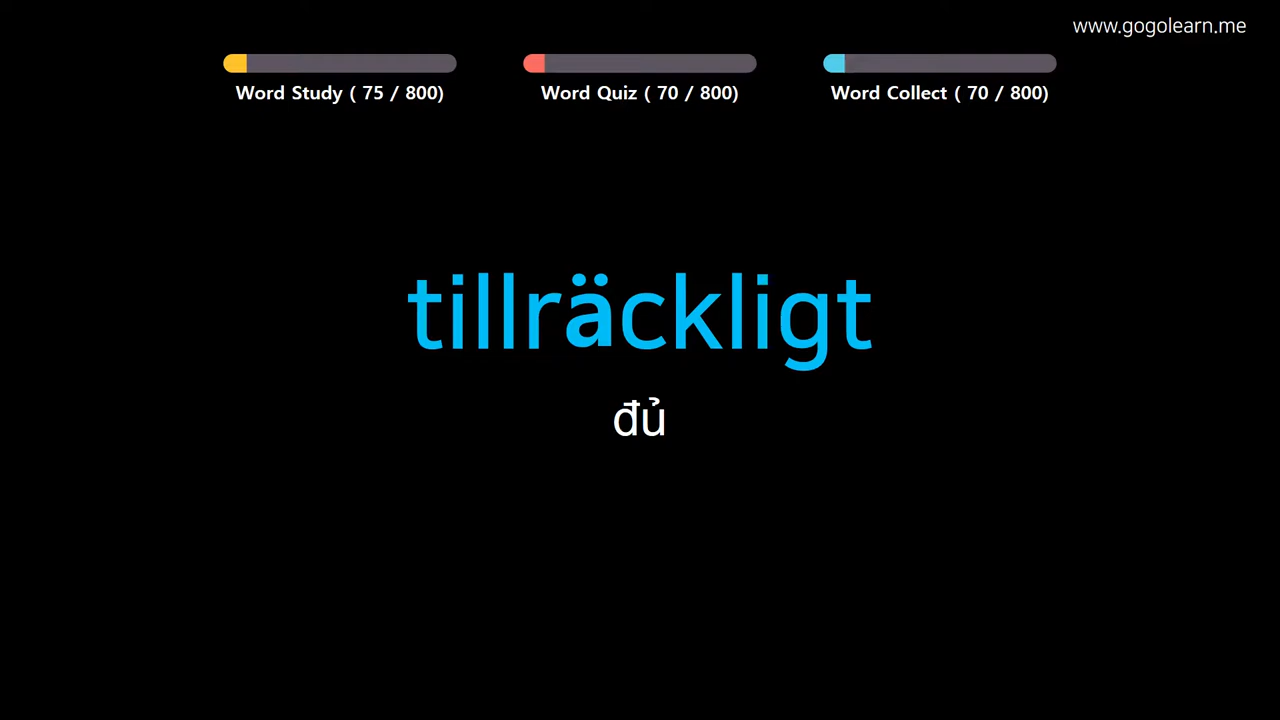 www.gogolearn.me
Word Study ( 75 / 800) Word Quiz ( 70 / 800) Word Collect ( 70 / 800)
tillräckligt
đủ